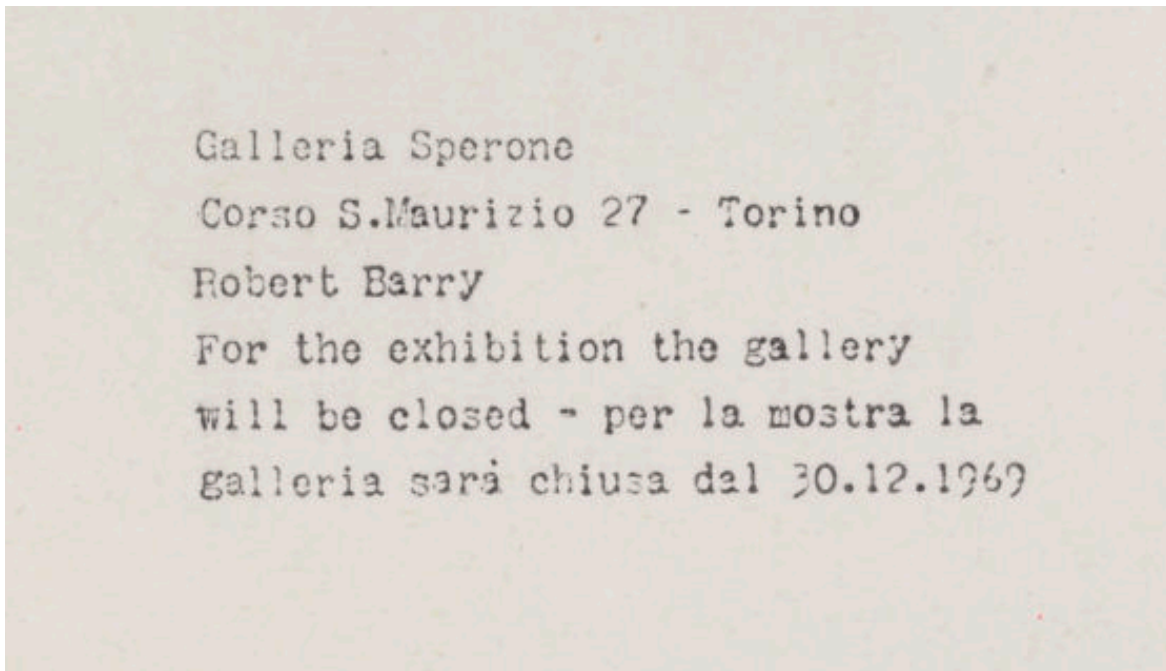 Galleria Sperone
Corso S.Maurizio 27 - Torino
Robert Barry
For the exhibition the gallery
will be closed - per la mostra la
galleria sarà chiusa dal 30.12.1969